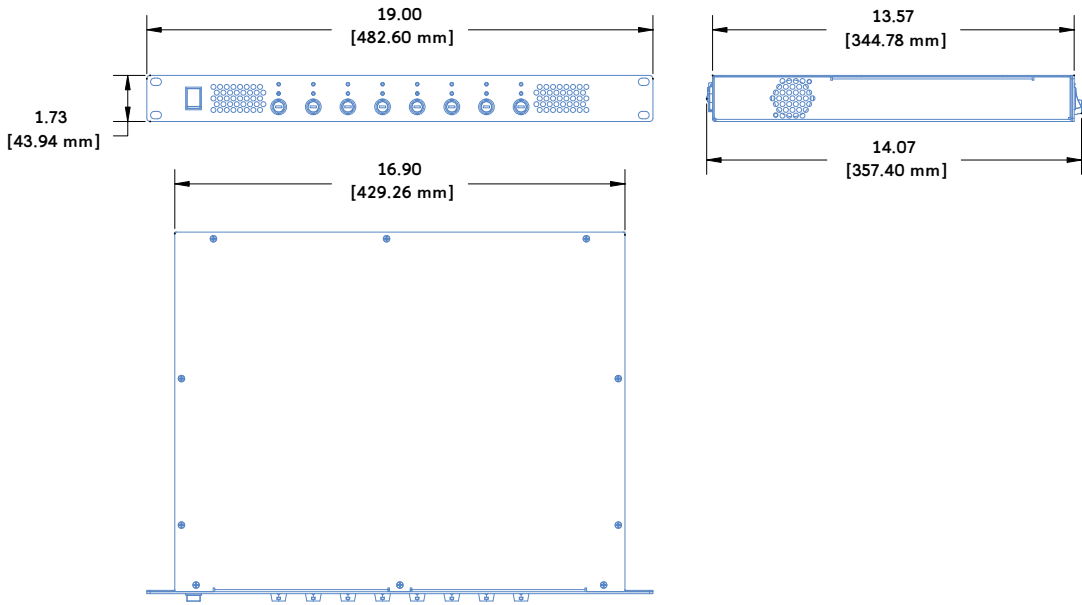 19.00
[482.60 mm]
13.57
[344.78 mm]
1.73
[43.94 mm]
14.07
[357.40 mm]
16.90
[429.26 mm]